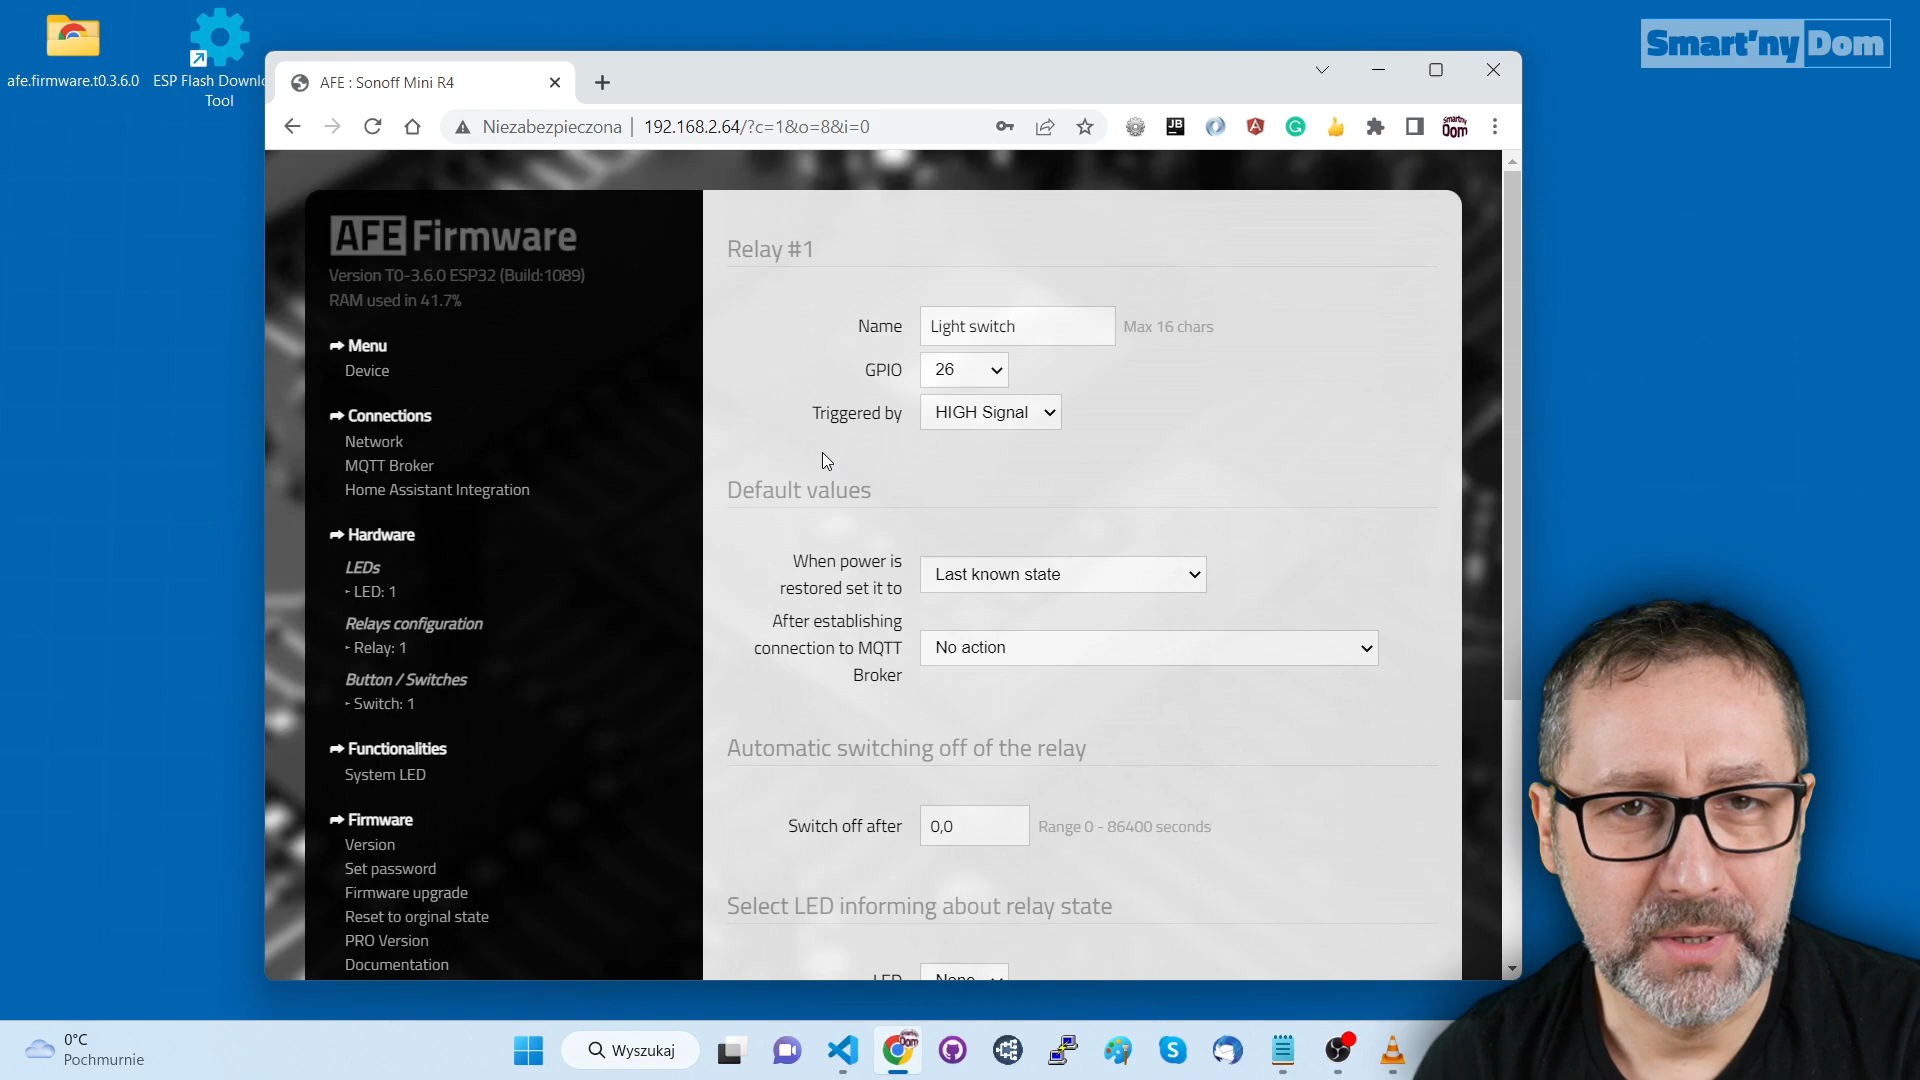 afe.firmware.t0.3.6.0
ESP Flash Downlo
Tool
Smart'ny Dom
AFE : Sonoff Mini R4
Niezabezpieczona
192.168.2.64/?c=1&o=8&i=0
JB
smartny
Dom
AFE Firmware
Version T0-3.6.0 ESP32 (Build:1089)
RAM used in 41.7%
Menu
Device
Connections
Network
MQTT Broker
Home Assistant Integration
Hardware
LEDs
LED: 1
Relays configuration
Relay: 1
Button / Switches
Switch: 1
Functionalities
System LED
Firmware
Version
Set password
Firmware upgrade
Reset to orginal state
PRO Version
Documentation
Relay #1
Name
Light switch
Max 16 chars
GPIO
26
Triggered by
HIGH Signal
Default values
When power is
restored set it to
Last known state
After establishing
connection to MQTT
Broker
No action
Automatic switching off of the relay
Switch off after
0,0
Range 0 - 86400 seconds
Select LED informing about relay state
LED
None
0°C
Pochmurnie
Wyszukaj
Dom